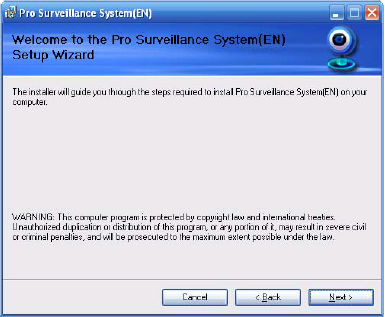 Pro Surveillance System(EN)
Welcome to the Pro Surveillance System(EN)
Setup Wizard
The installer will guide you through the steps required to install Pro Surveillance System(EN) on your
computer.
WARNING: This computer program is protected by copyright law and international treaties.
Unauthorized duplication or distribution of this program, or any portion of it, may result in severe civil
or criminal penalties, and will be prosecuted to the maximum extent possible under the law.
Cancel < Back Next >